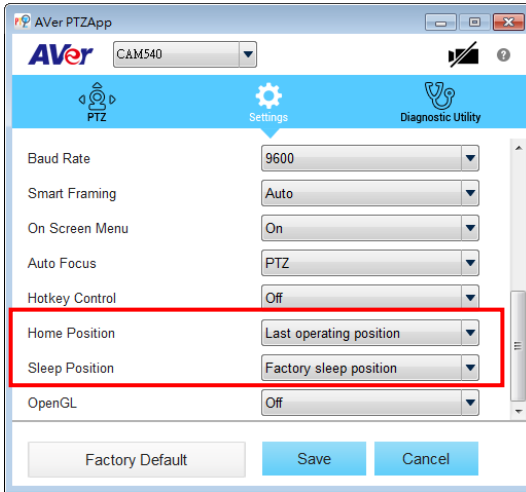 AVer PTZApp
AVer CAM540
PTZ Settings Diagnostic Utility
Baud Rate 9600
Smart Framing Auto
On Screen Menu On
Auto Focus PTZ
Hotkey Control Off
Home Position Last operating position
Sleep Position Factory sleep position
OpenGL Off
Factory Default Save Cancel